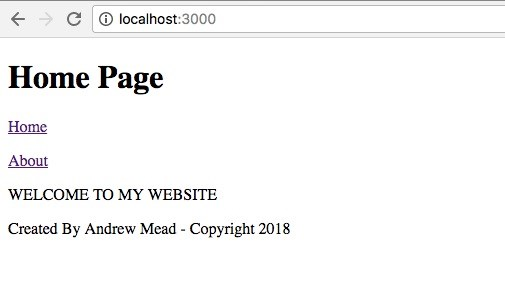 localhost:3000
Home Page
Home
About
WELCOME TO MY WEBSITE
Created By Andrew Mead - Copyright 2018